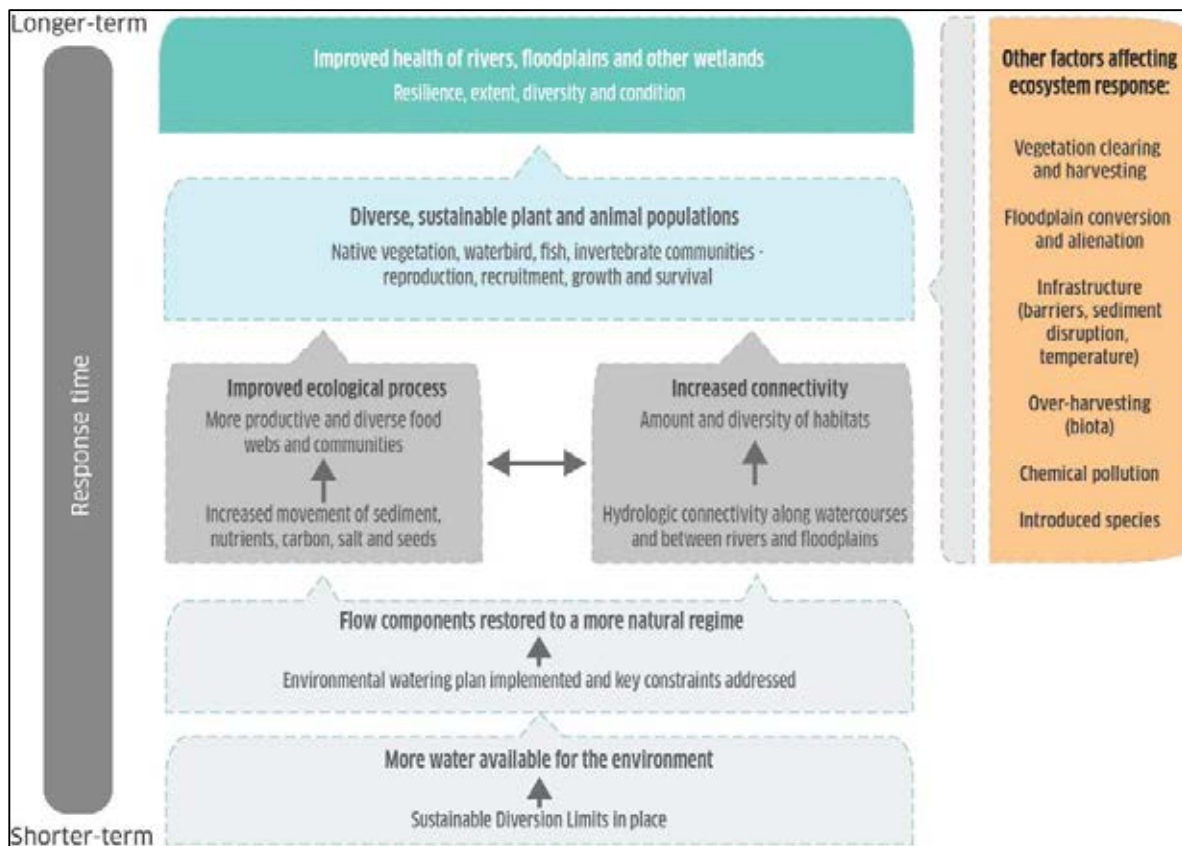 Longer-term
Response time
Shorter-term
Improved health of rivers, floodplains and other wetlands
Resilience, extent, diversity and condition
Diverse, sustainable plant and animal populations
Native vegetation, waterbird, fish, invertebrate communities -
reproduction, recruitment, growth and survival
Improved ecological process
More productive and diverse food
webs and communities
Increased movement of sediment,
nutrients, carbon, salt and seeds
Increased connectivity
Amount and diversity of habitats
Hydrologic connectivity along watercourses
and between rivers and floodplains
Flow components restored to a more natural regime
Environmental watering plan implemented and key constraints addressed
More water available for the environment
Sustainable Diversion Limits in place
Other factors affecting
ecosystem response:
Vegetation clearing
and harvesting
Floodplain conversion
and alienation
Infrastructure
(barriers, sediment
disruption,
temperature)
Over-harvesting
(biota)
Chemical pollution
Introduced species